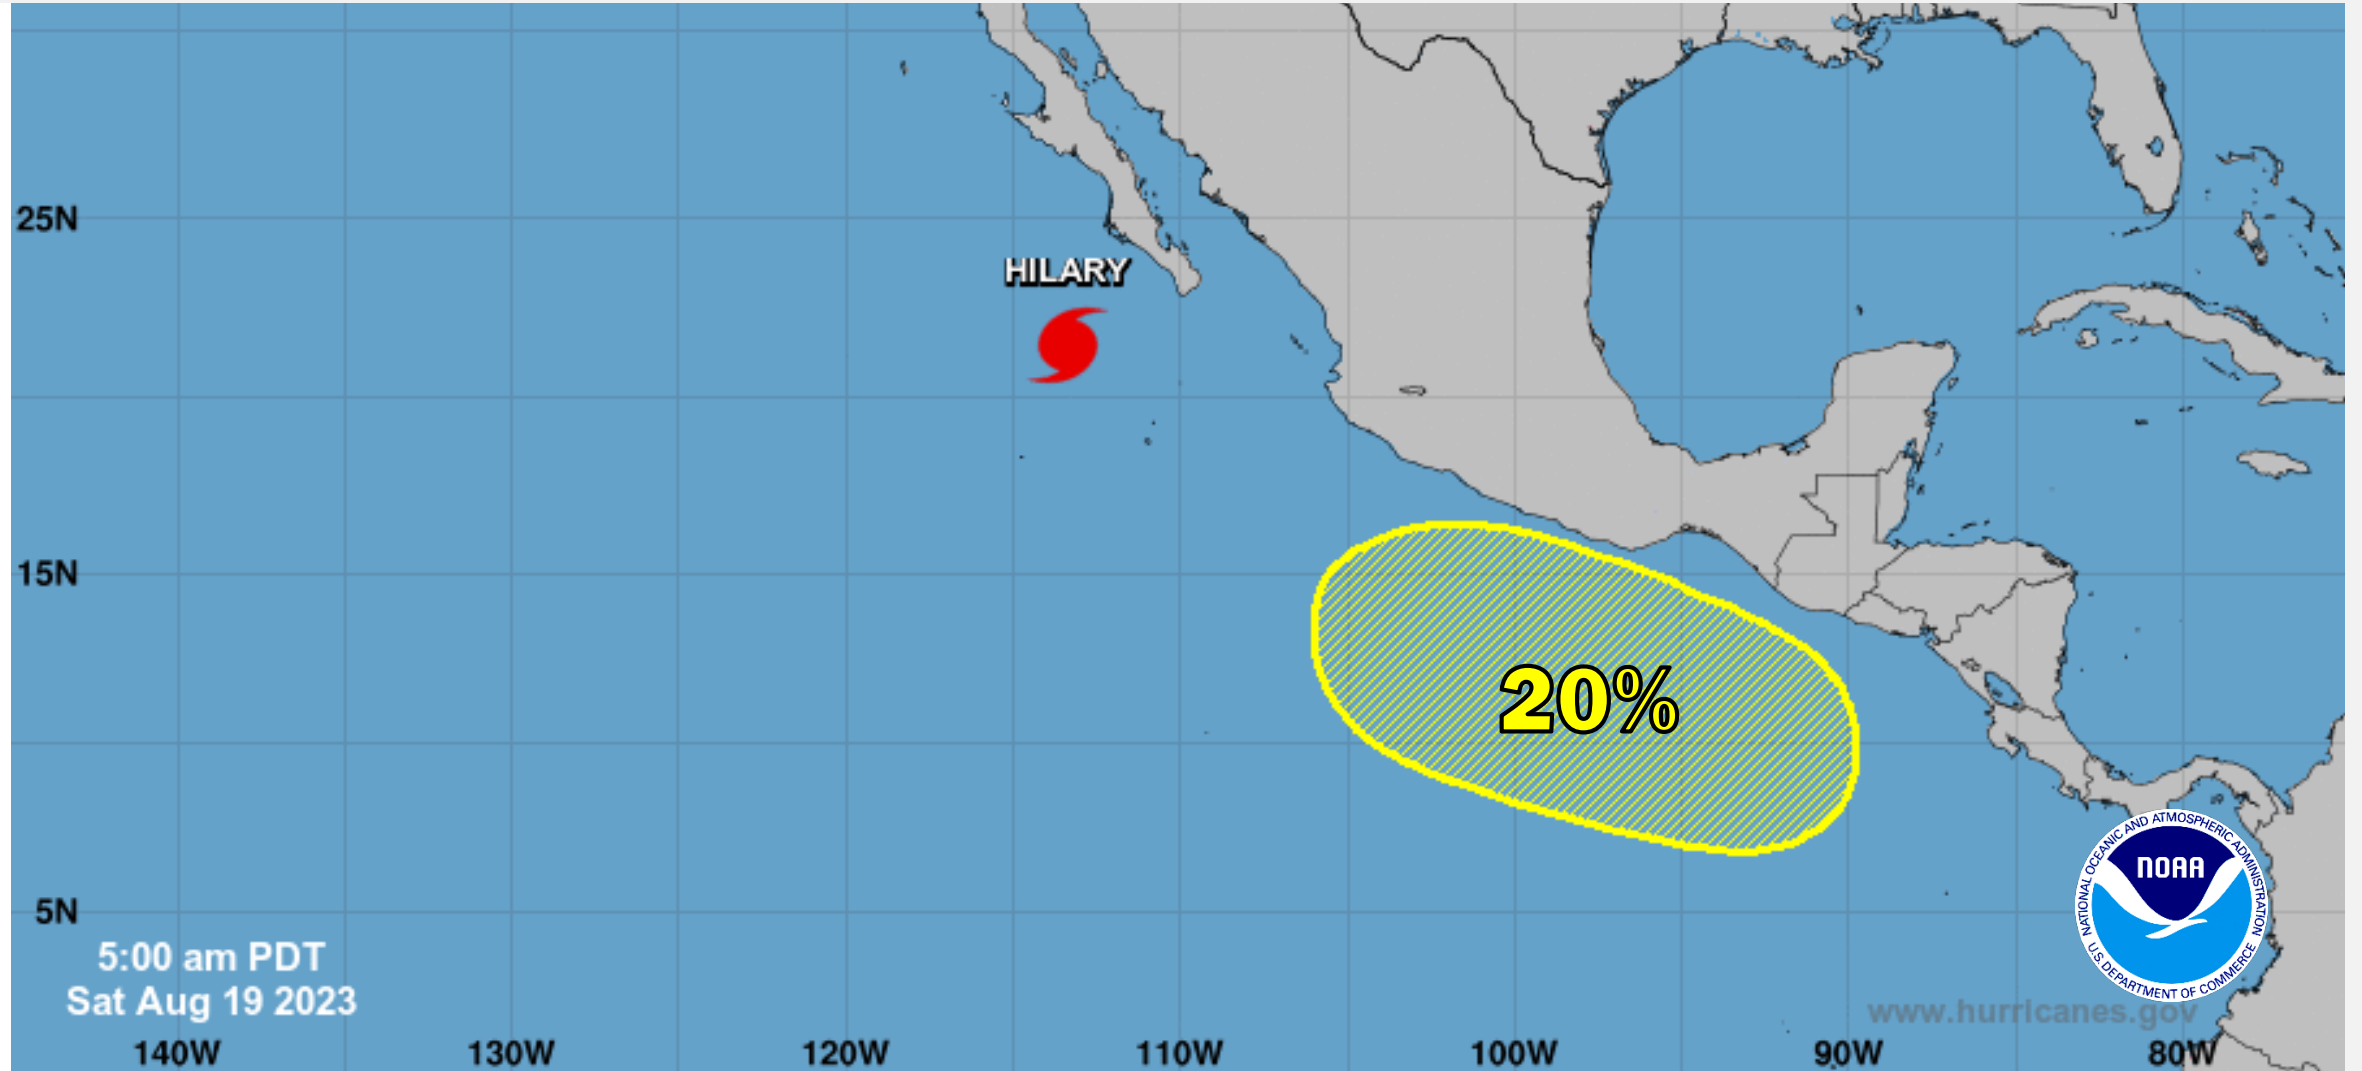 25N
HILARY
15N
20%
5N
5:00 am PDT
Sat Aug 19 2023
NATIONAL OCEANIC AND ATMOSPHERIC ADMINISTRATION
NOAA
U.S. DEPARTMENT OF COMMERCE
www.hurricanes.gov
140W 130W 120W 110W 100W 90W 80W